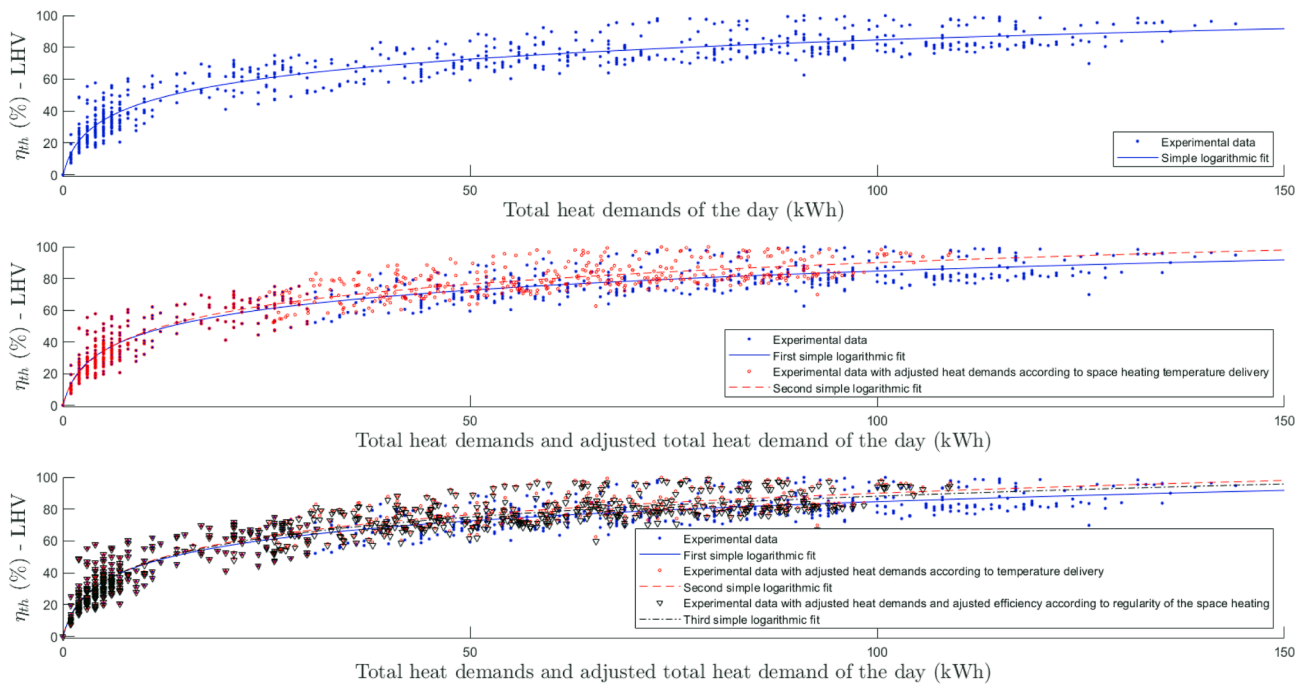 100
80
60
40
20
0
η_th (%) - LHV
Experimental data
Simple logarithmic fit
0 50 100 150
Total heat demands of the day (kWh)
100
80
60
40
20
0
η_th (%) - LHV
Experimental data
First simple logarithmic fit
Experimental data with adjusted heat demands according to space heating temperature delivery
Second simple logarithmic fit
0 50 100 150
Total heat demands and adjusted total heat demand of the day (kWh)
100
80
60
40
20
0
η_th (%) - LHV
Experimental data
First simple logarithmic fit
Experimental data with adjusted heat demands according to temperature delivery
Second simple logarithmic fit
Experimental data with adjusted heat demands and ajusted efficiency according to regularity of the space heating
Third simple logarithmic fit
0 50 100 150
Total heat demands and adjusted total heat demand of the day (kWh)